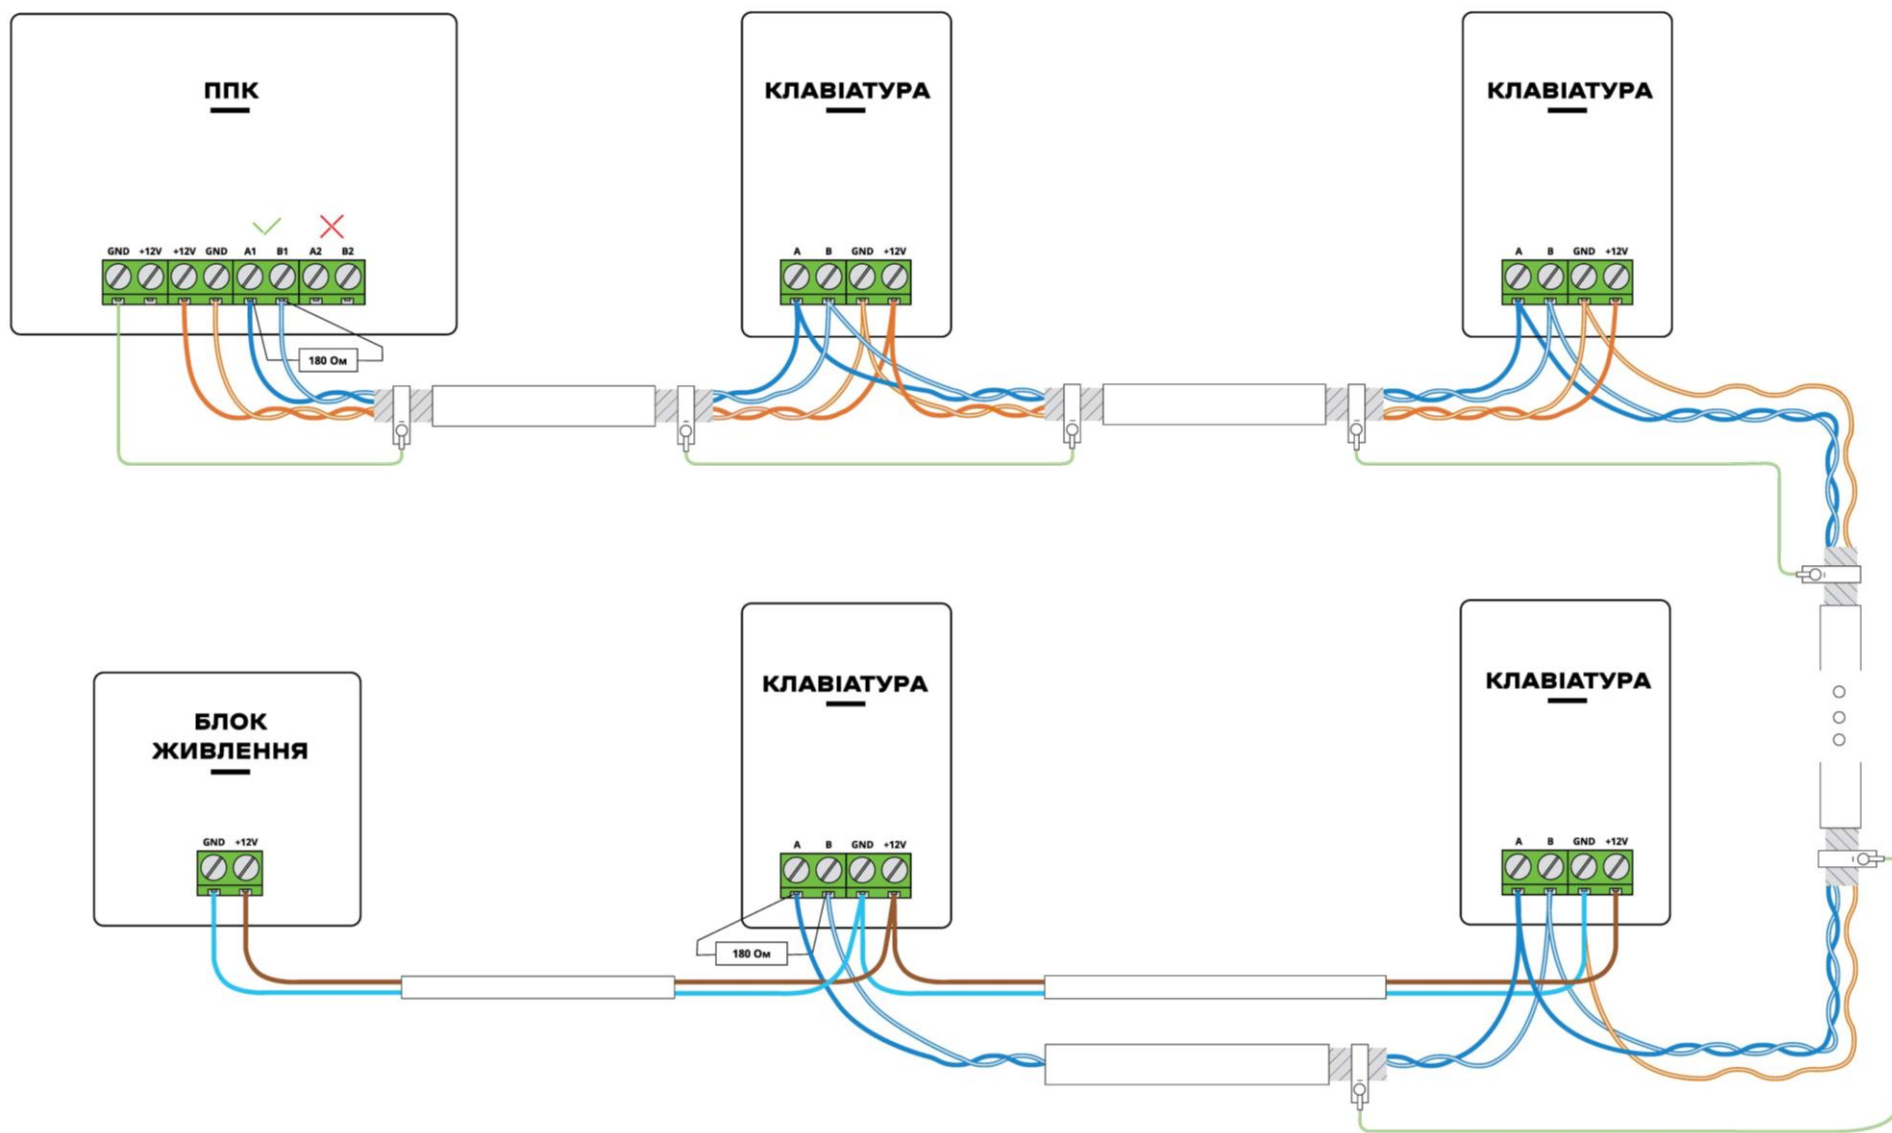 ППК
GND +12V +12V GND A1 B1 A2 B2
180 Ом
КЛАВІАТУРА
A B GND +12V
КЛАВІАТУРА
A B GND +12V
БЛОК
ЖИВЛЕННЯ
GND +12V
КЛАВІАТУРА
A B GND +12V
180 Ом
КЛАВІАТУРА
A B GND +12V